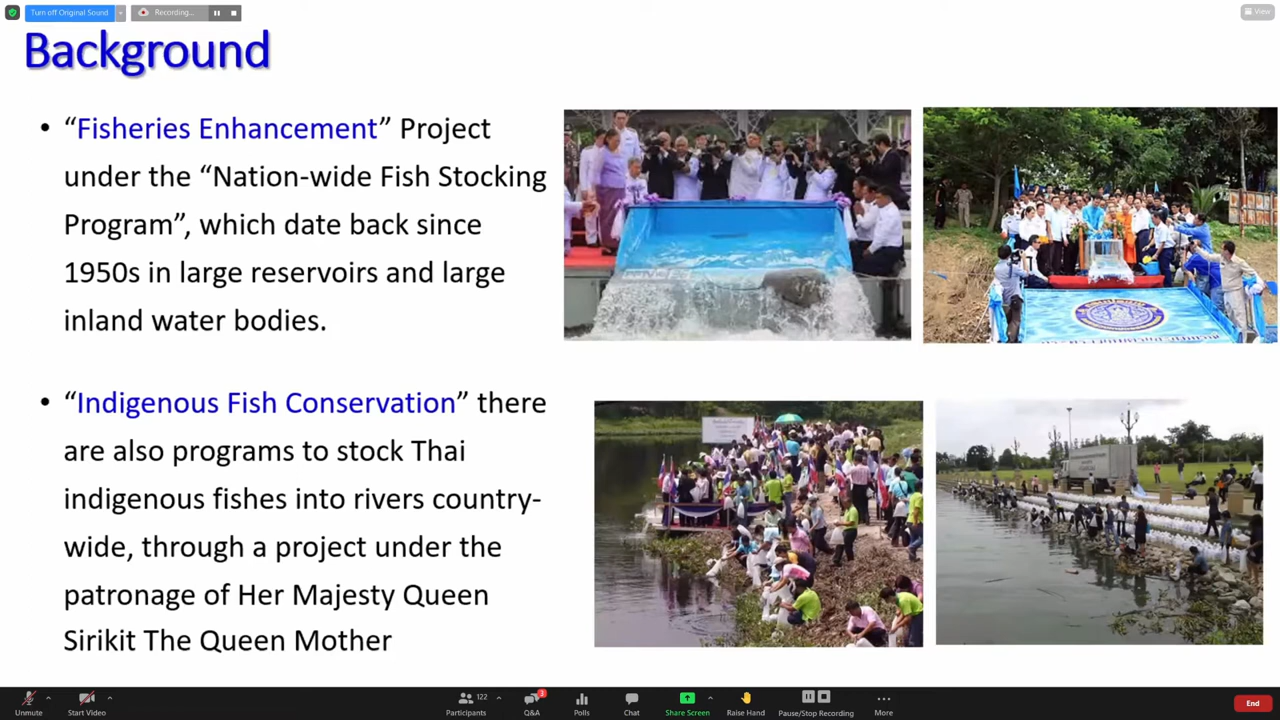 Turn off Original Sound
Recording...
View
Background
• “Fisheries Enhancement” Project
under the “Nation-wide Fish Stocking
Program”, which date back since
1950s in large reservoirs and large
inland water bodies.
• “Indigenous Fish Conservation” there
are also programs to stock Thai
indigenous fishes into rivers country-
wide, through a project under the
patronage of Her Majesty Queen
Sirikit The Queen Mother
Unmute
Start Video
122
Participants
3
Q&A
Polls
Chat
Share Screen
Raise Hand
Pause/Stop Recording
More
End